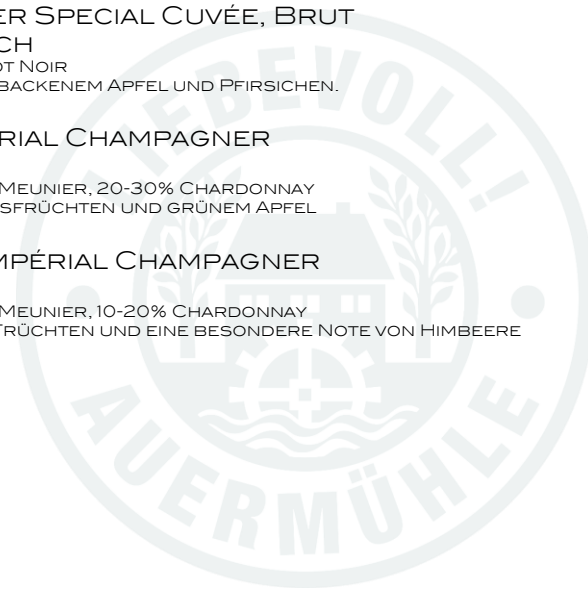 ER SPECIAL CUVÉE, BRUT
CH
OT NOIR
BACKENEM APFEL UND PFIRSICHEN.
RIAL CHAMPAGNER
MEUNIER, 20-30% CHARDONNAY
SFRÜCHTEN UND GRÜNEM APFEL
MPÉRIAL CHAMPAGNER
MEUNIER, 10-20% CHARDONNAY
FRÜCHTEN UND EINE BESONDERE NOTE VON HIMBEERE
LIEBEVOLL!
AUERMÜHLE